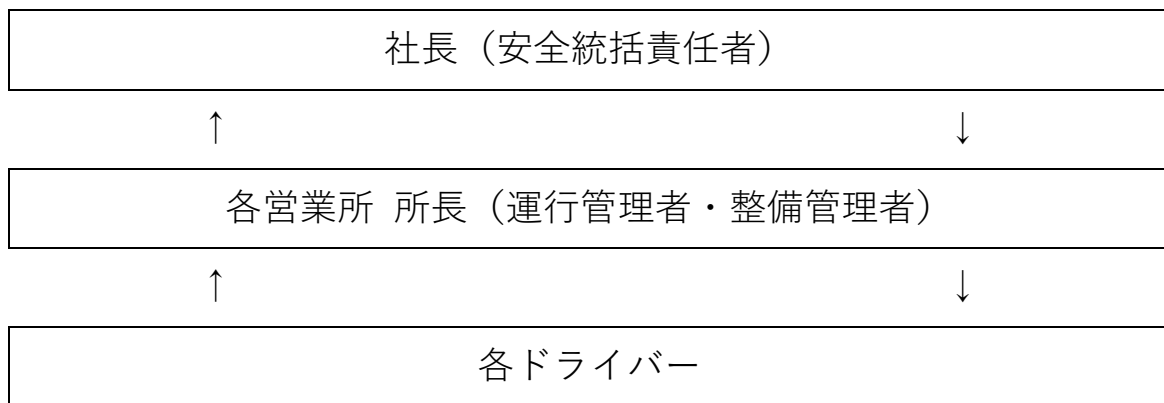 社長（安全統括責任者）
↑ ↓
各営業所 所長（運行管理者・整備管理者）
↑ ↓
各ドライバー